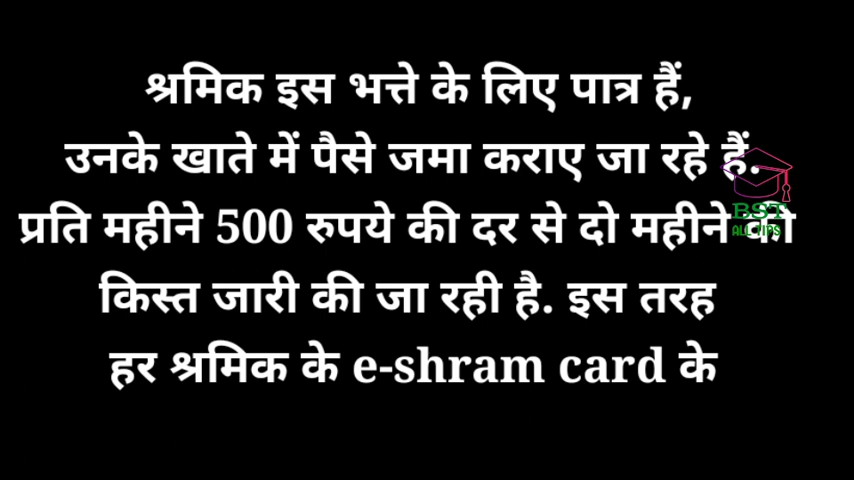 श्रमिक इस भत्ते के लिए पात्र हैं,
उनके खाते में पैसे जमा कराए जा रहे हैं.
प्रति महीने 500 रुपये की दर से दो महीने की
किस्त जारी की जा रही है. इस तरह
हर श्रमिक के e-shram card के
BST
ALL TIPS